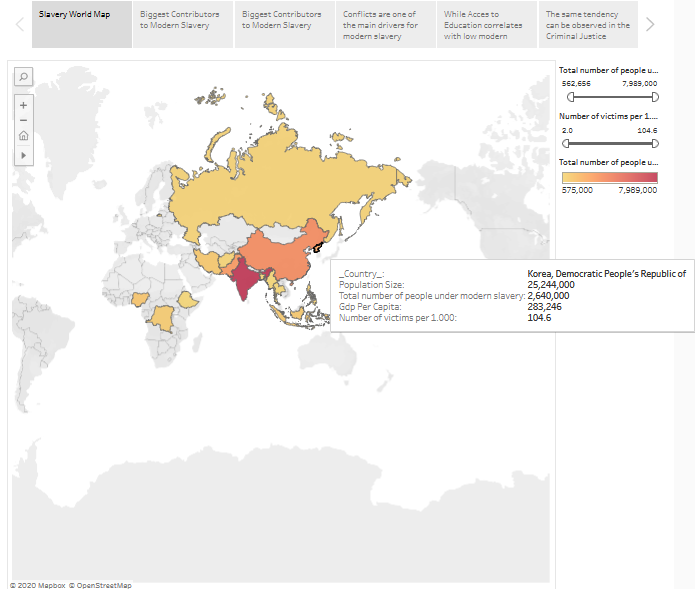 Slavery World Map
Biggest Contributors
to Modern Slavery
Biggest Contributors
to Modern Slavery
Conflicts are one of
the main drivers for
modern slavery
While Acces to
Education correlates
with low modern
The same tendency
can be observed in the
Criminal Justice
Total number of people u...
562,656 7,989,000
Number of victims per 1....
2.0 104.6
Total number of people u...
575,000 7,989,000
_Country_: Korea, Democratic People's Republic of
Population Size: 25,244,000
Total number of people under modern slavery: 2,640,000
Gdp Per Capita: 283,246
Number of victims per 1.000: 104.6
© 2020 Mapbox © OpenStreetMap